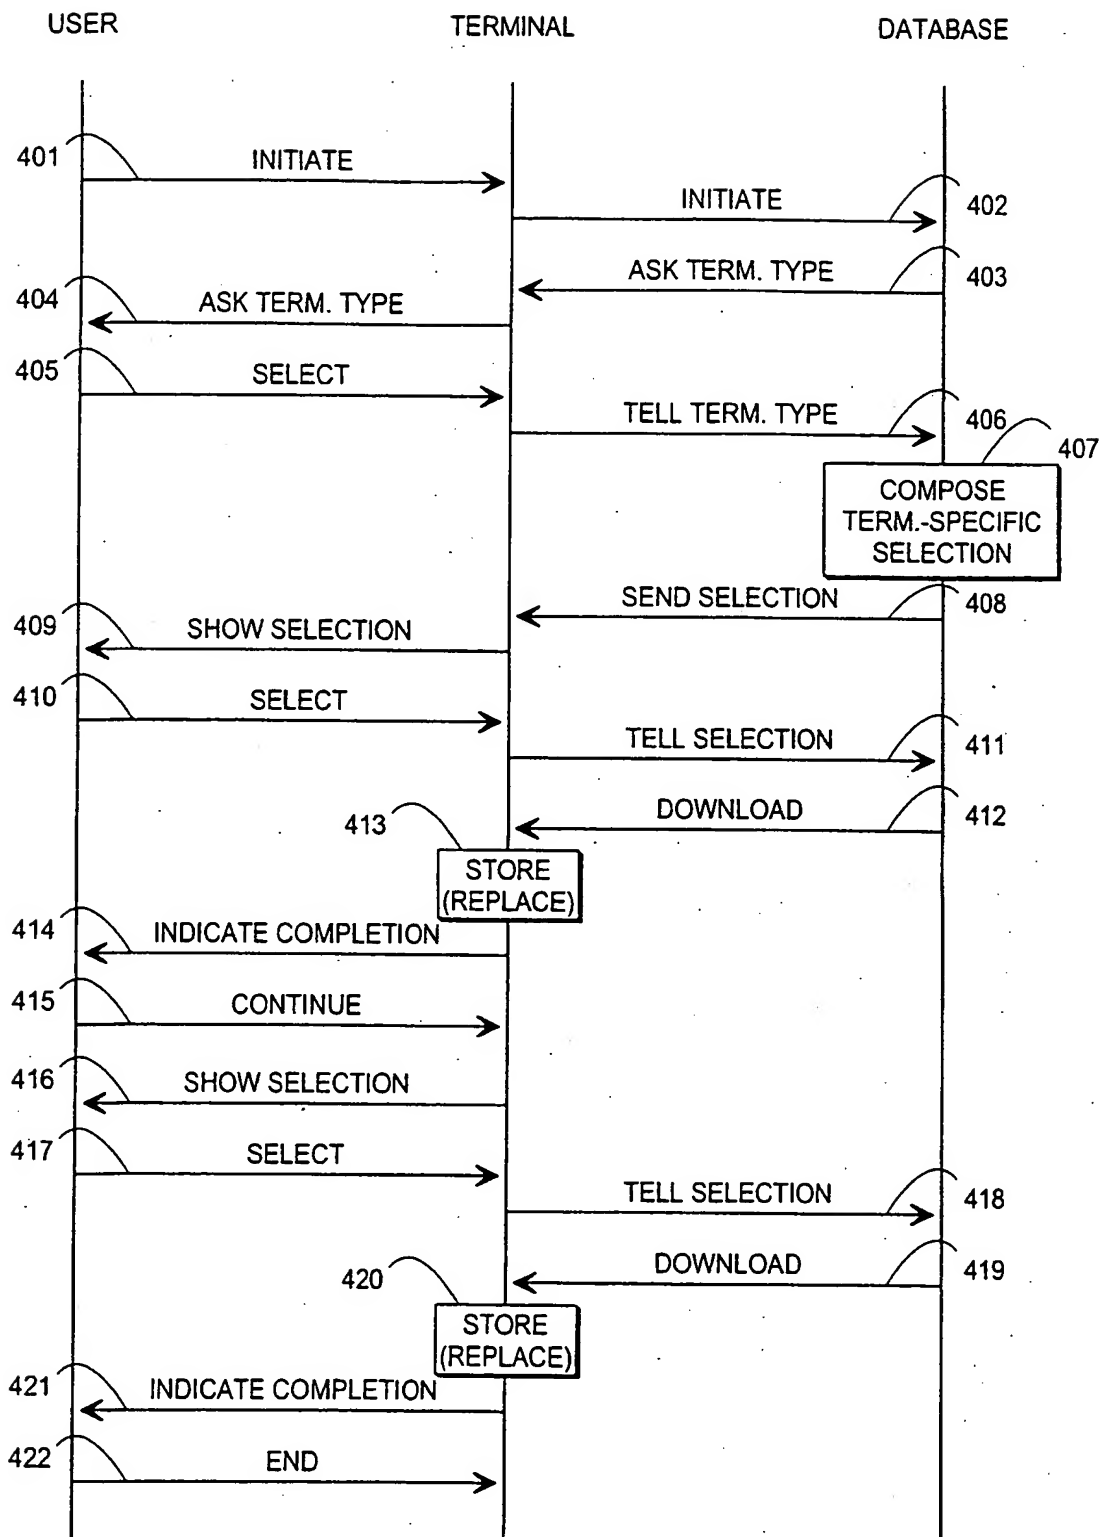 USER TERMINAL DATABASE
401 INITIATE
INITIATE 402
ASK TERM. TYPE 403
404 ASK TERM. TYPE
405 SELECT
TELL TERM. TYPE 406
407
COMPOSE
TERM.-SPECIFIC
SELECTION
SEND SELECTION 408
409 SHOW SELECTION
410 SELECT
TELL SELECTION 411
DOWNLOAD 412
413
STORE
(REPLACE)
414 INDICATE COMPLETION
415 CONTINUE
416 SHOW SELECTION
417 SELECT
TELL SELECTION 418
DOWNLOAD 419
420
STORE
(REPLACE)
421 INDICATE COMPLETION
422 END